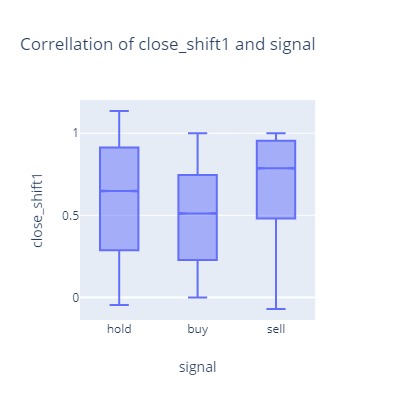 Correllation of close_shift1 and signal
close_shift1
1
0.5
0
hold
buy
sell
signal